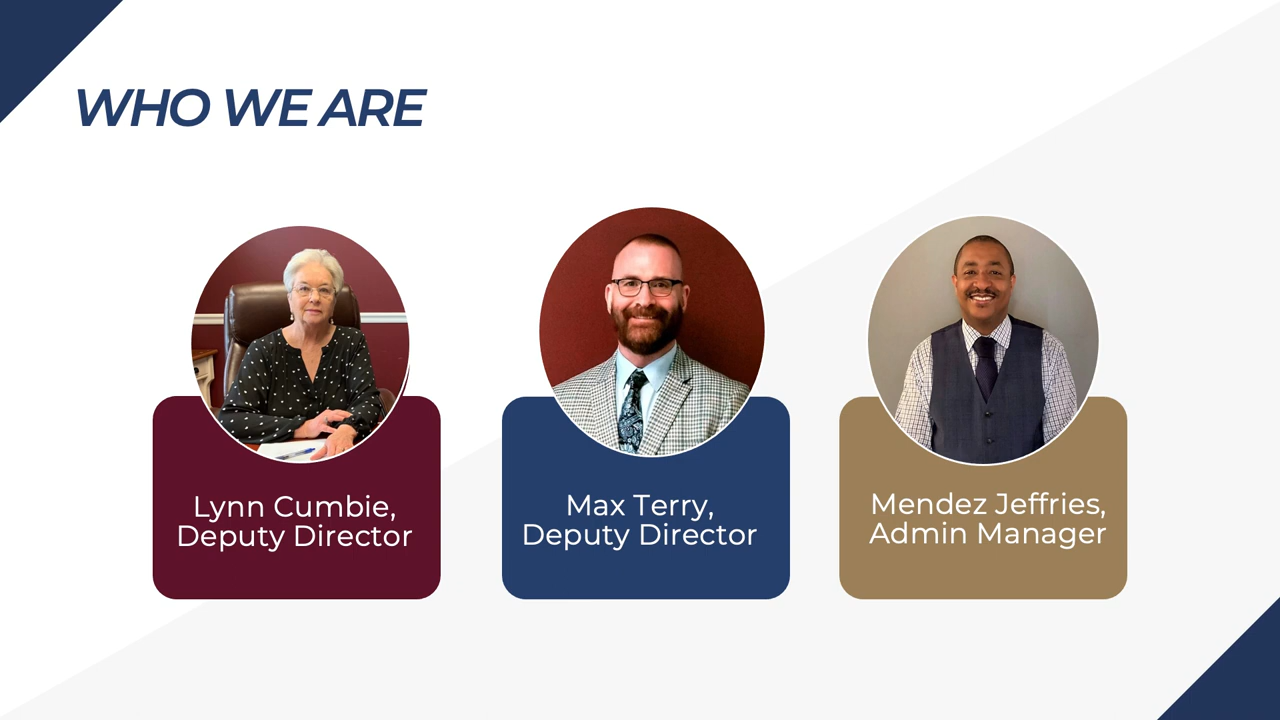 WHO WE ARE
Lynn Cumbie,
Deputy Director
Max Terry,
Deputy Director
Mendez Jeffries,
Admin Manager